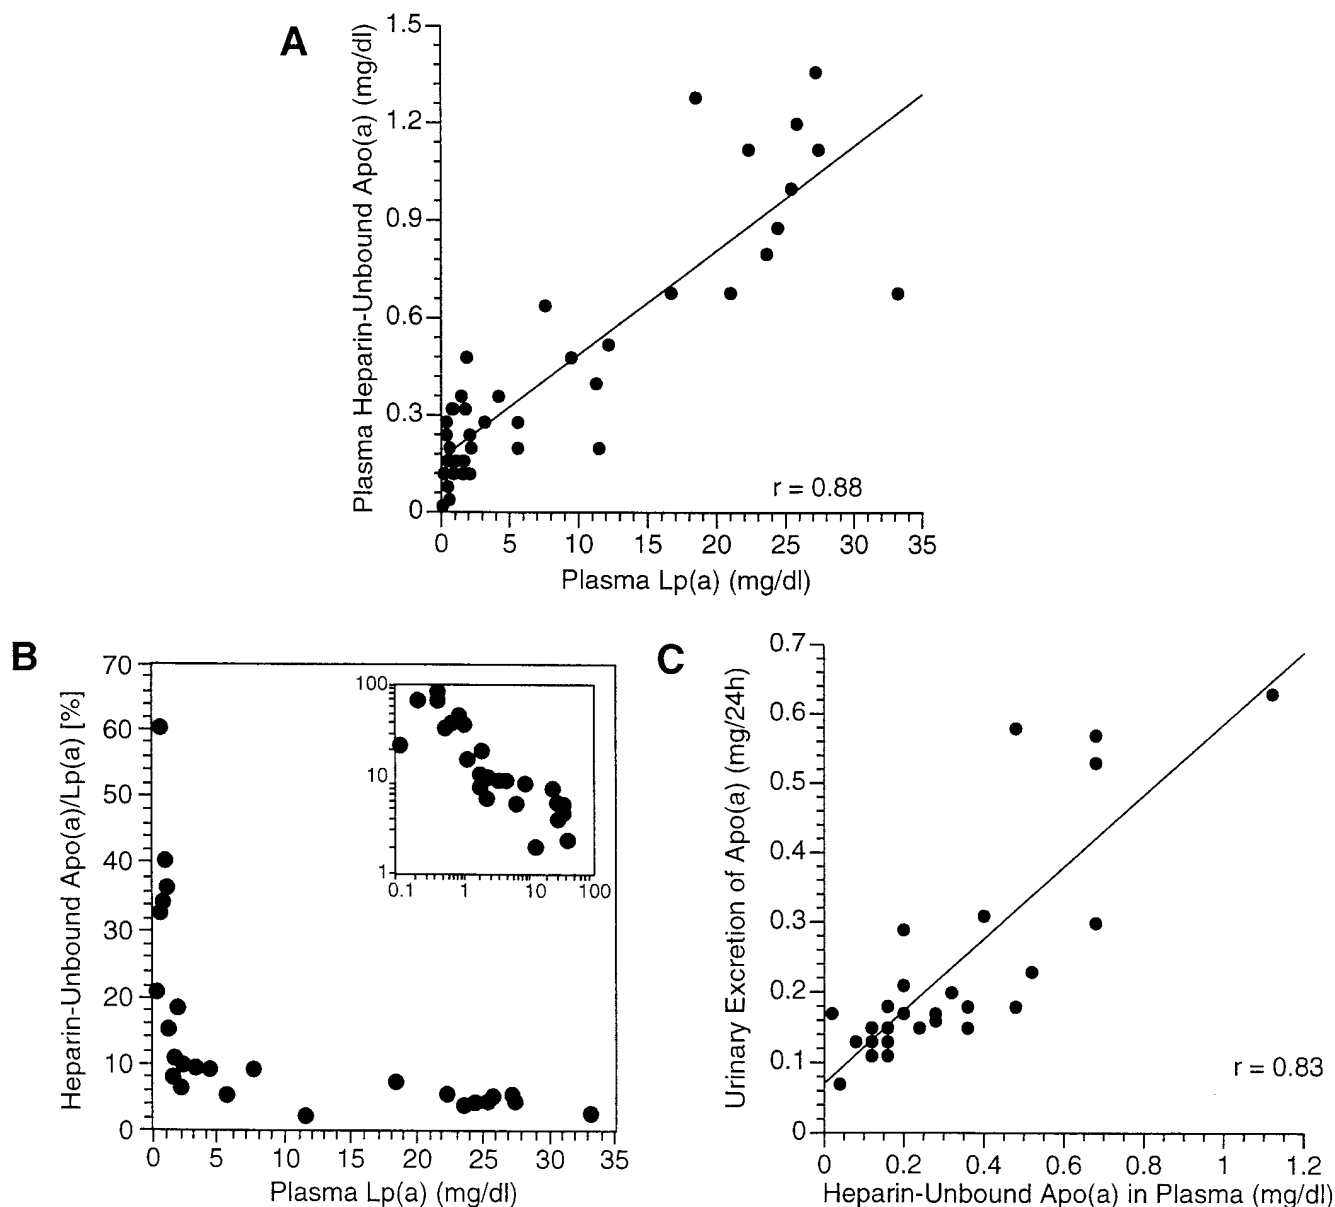 A
Plasma Heparin-Unbound Apo(a) (mg/dl)
1.5
1.2
0.9
0.6
0.3
0
r = 0.88
0 5 10 15 20 25 30 35
Plasma Lp(a) (mg/dl)
B
Heparin-Unbound Apo(a)/Lp(a) [%]
70
60
50
40
30
20
10
0
100
10
1
0.1 1 10 100
0 5 10 15 20 25 30 35
Plasma Lp(a) (mg/dl)
C
Urinary Excretion of Apo(a) (mg/24h)
0.7
0.6
0.5
0.4
0.3
0.2
0.1
0
r = 0.83
0 0.2 0.4 0.6 0.8 1 1.2
Heparin-Unbound Apo(a) in Plasma (mg/dl)